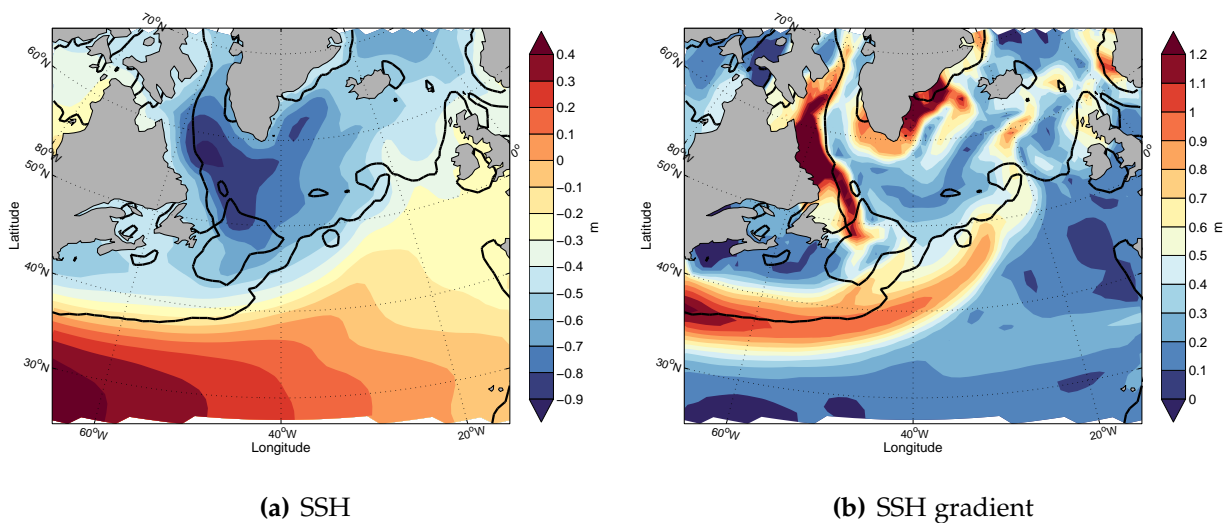 70°N
60°N
80°W
50°N
40°N
30°N
60°W
40°W
20°W
0°
Latitude
Longitude
0.4
0.3
0.2
0.1
0
−0.1
−0.2
−0.3
−0.4
−0.5
−0.6
−0.7
−0.8
−0.9
m
(a) SSH
70°N
60°N
80°W
50°N
40°N
30°N
60°W
40°W
20°W
0°
Latitude
Longitude
1.2
1.1
1
0.9
0.8
0.7
0.6
0.5
0.4
0.3
0.2
0.1
0
m
(b) SSH gradient